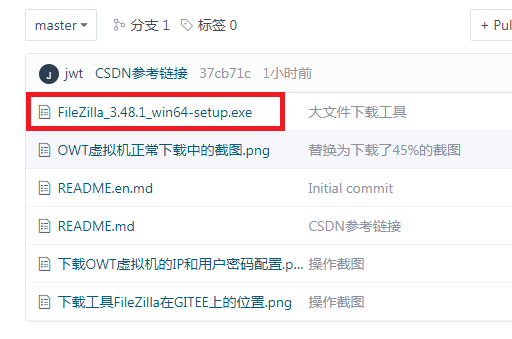 master 分支 1 标签 0 + Pul
J jwt CSDN参考链接 37cb71c 1小时前
FileZilla_3.48.1_win64-setup.exe 大文件下载工具
OWT虚拟机正常下载中的截图.png 替换为下载了45%的截图
README.en.md Initial commit
README.md CSDN参考链接
下载OWT虚拟机的IP和用户密码配置.p... 操作截图
下载工具FileZilla在GITEE上的位置.png 操作截图